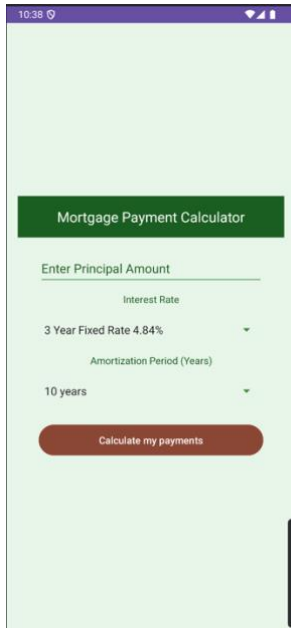 10:38
Mortgage Payment Calculator
Enter Principal Amount
Interest Rate
3 Year Fixed Rate 4.84%
Amortization Period (Years)
10 years
Calculate my payments